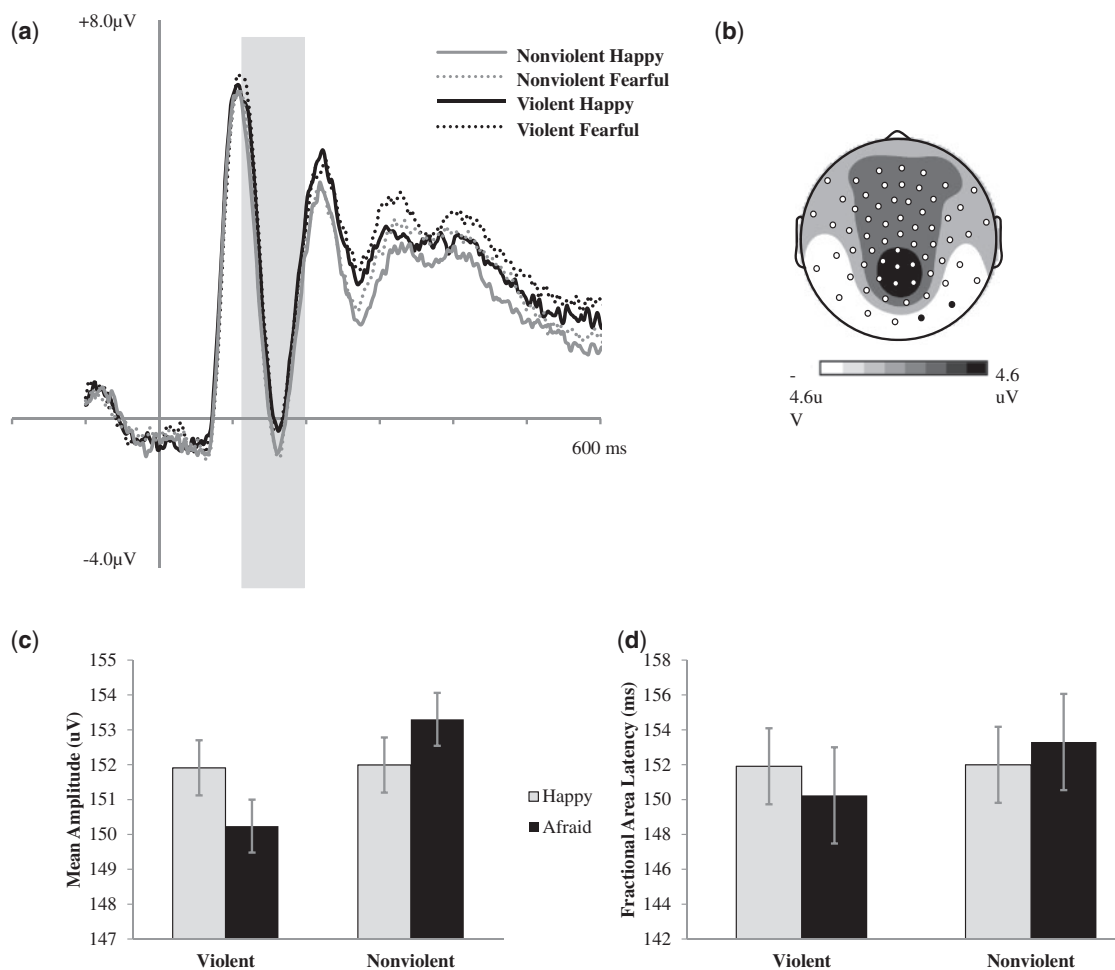 (a)
+8.0µV
Nonviolent Happy
Nonviolent Fearful
Violent Happy
Violent Fearful
600 ms
-4.0µV
(b)
-
4.6u
V
4.6
uV
(c)
Mean Amplitude (uV)
155
154
153
152
151
150
149
148
147
Violent
Nonviolent
Happy
Afraid
(d)
Fractional Area Latency (ms)
158
156
154
152
150
148
146
144
142
Violent
Nonviolent